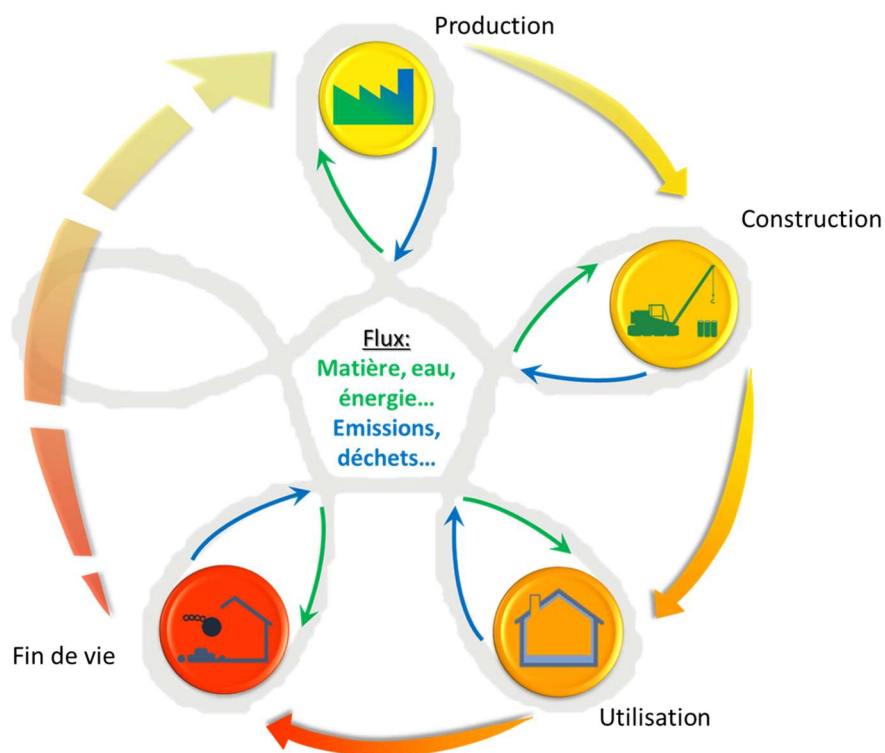 Production
Construction
Flux:
Matière, eau,
énergie...
Emissions,
déchets...
Fin de vie
Utilisation